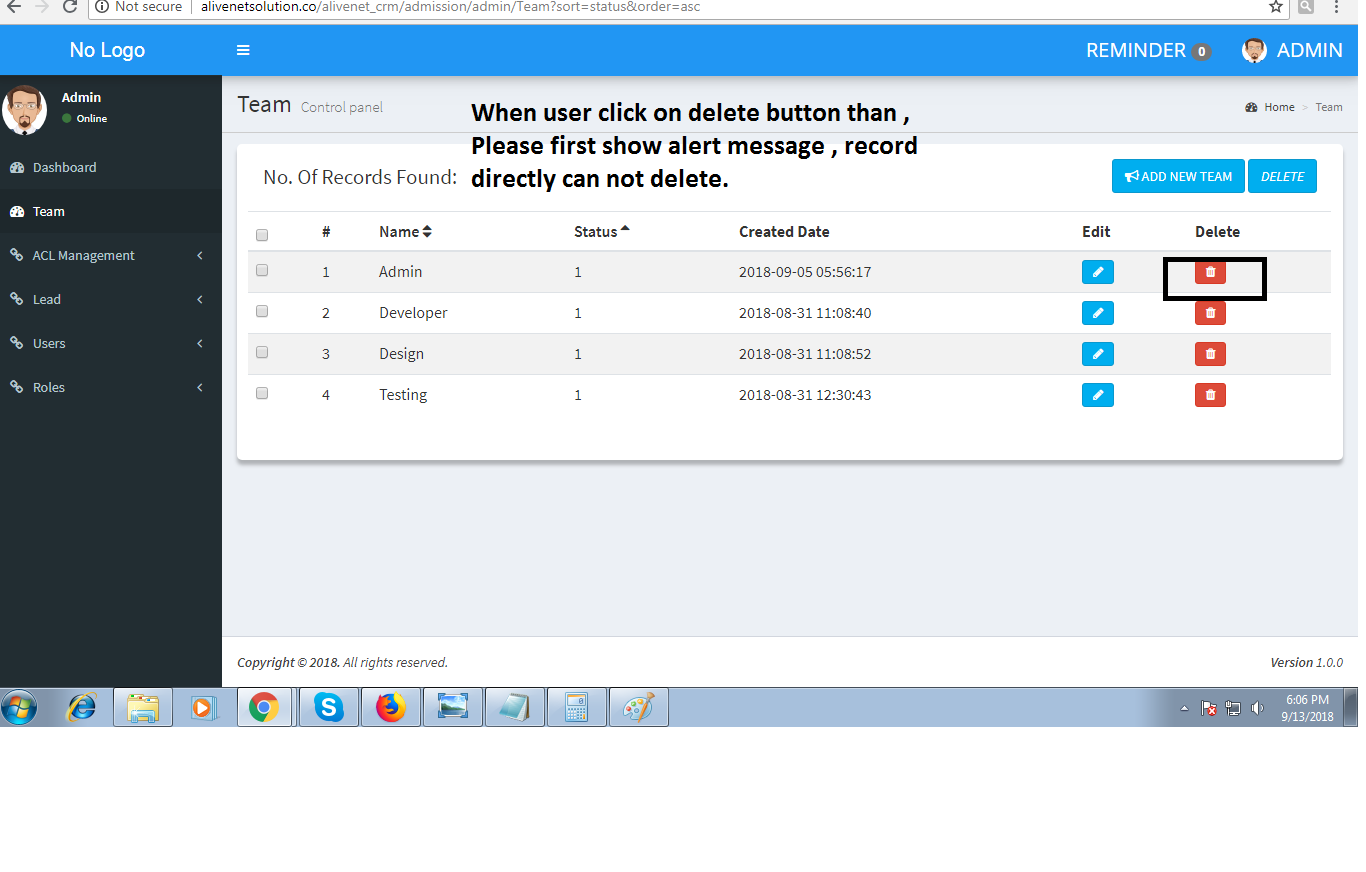 Not secure alivenetsolution.co/alivenet_crm/admission/admin/Team?sort=status&order=asc
No Logo REMINDER 0 ADMIN
Admin
Online
Team Control panel Home > Team
When user click on delete button than ,
Please first show alert message , record
directly can not delete.
Dashboard
Team
ACL Management
Lead
Users
Roles
No. Of Records Found: ADD NEW TEAM DELETE
# Name Status Created Date Edit Delete
1 Admin 1 2018-09-05 05:56:17
2 Developer 1 2018-08-31 11:08:40
3 Design 1 2018-08-31 11:08:52
4 Testing 1 2018-08-31 12:30:43
Copyright © 2018. All rights reserved. Version 1.0.0
6:06 PM
9/13/2018